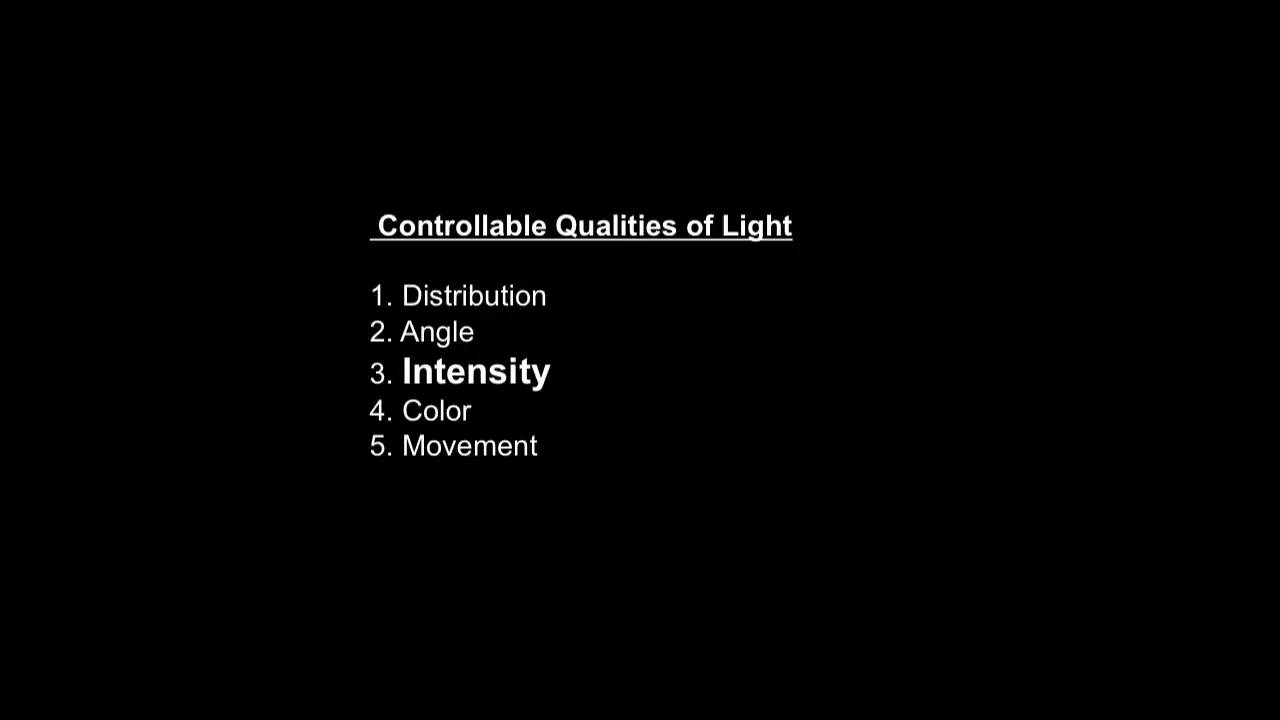 Controllable Qualities of Light
1. Distribution
2. Angle
3. Intensity
4. Color
5. Movement